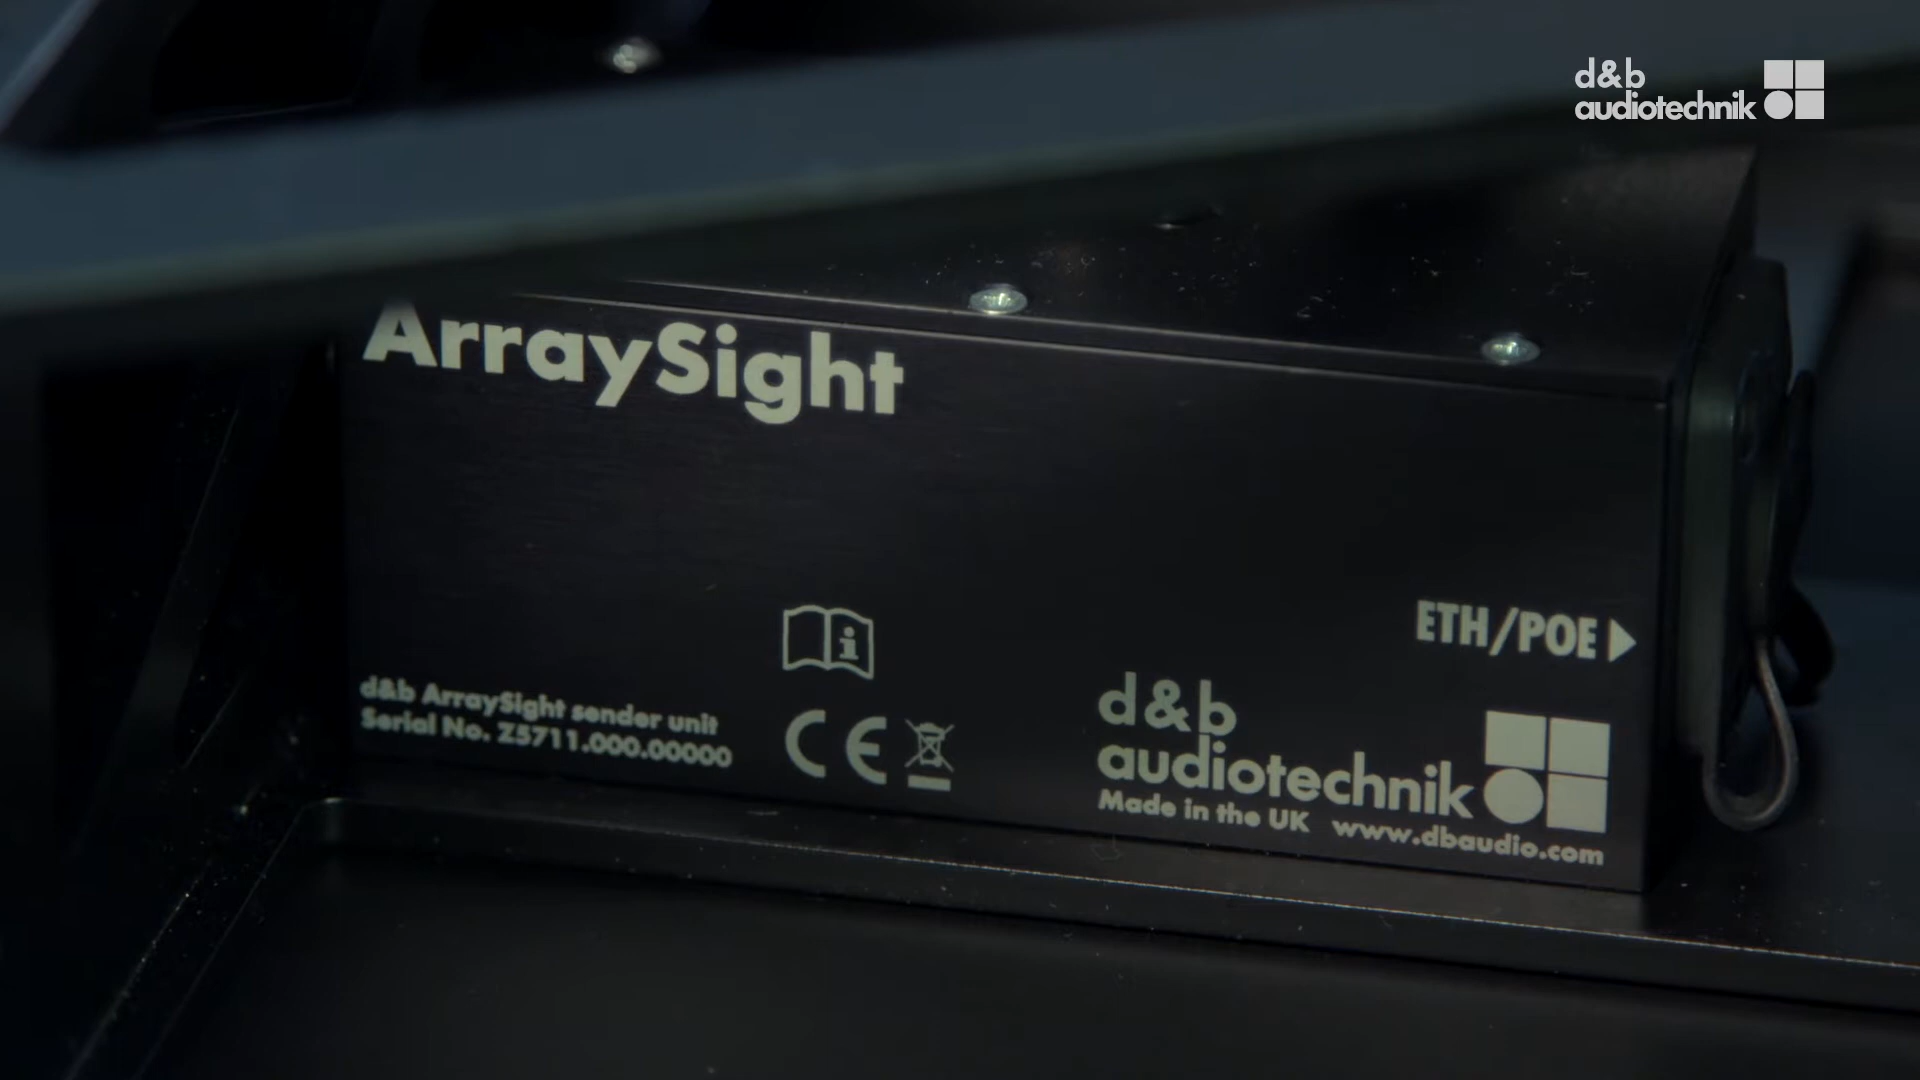 d&b
audiotechnik
ArraySight
ETH/POE
d&b ArraySight sender unit
Serial No. Z5711.000.00000
CE
d&b
audiotechnik
Made in the UK www.dbaudio.com